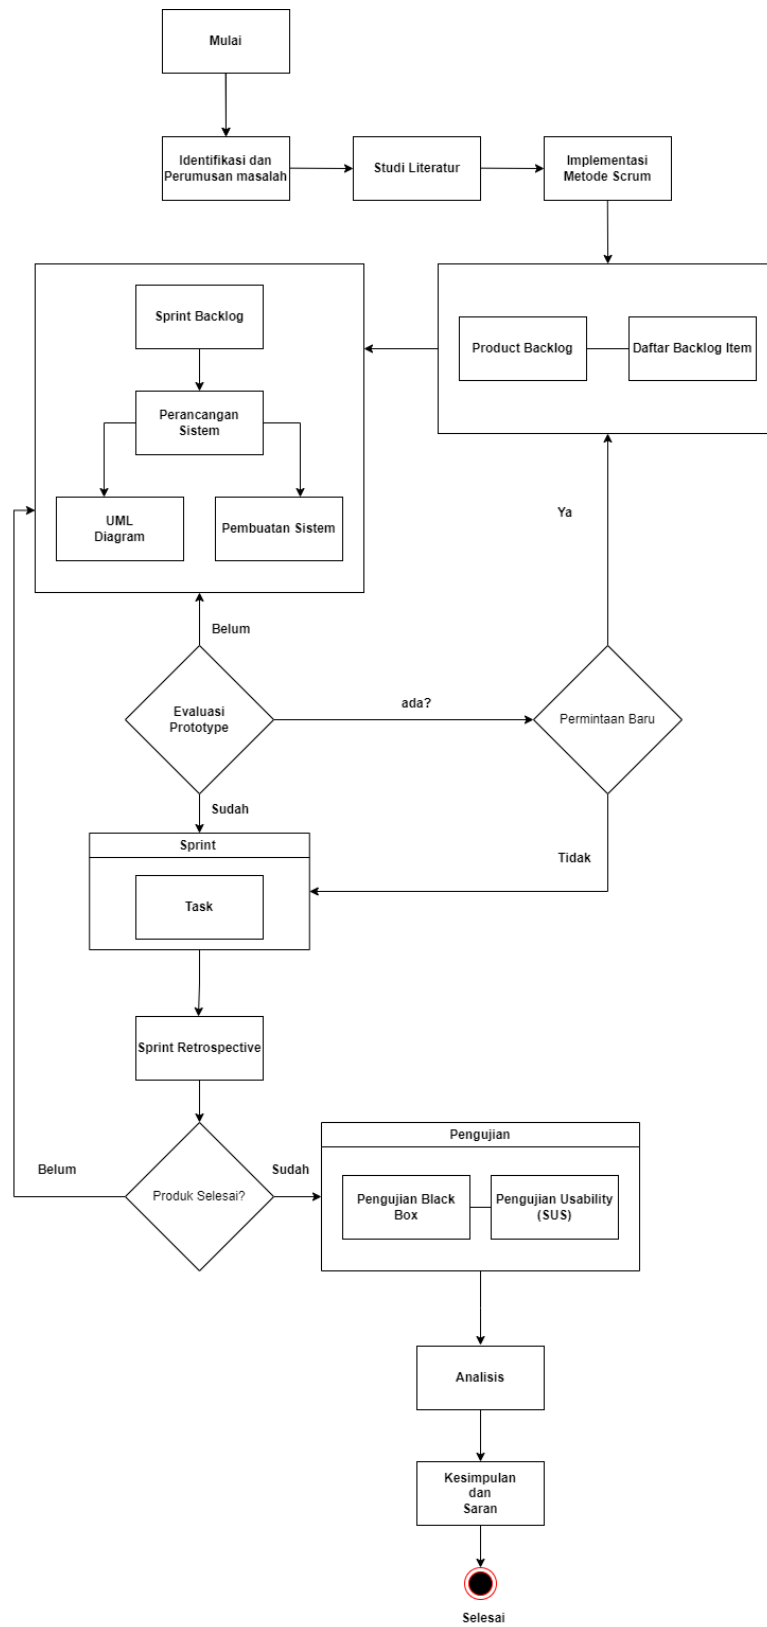 Mulai
Identifikasi dan
Perumusan masalah
Studi Literatur
Implementasi
Metode Scrum
Sprint Backlog
Product Backlog
Daftar Backlog Item
Perancangan
Sistem
UML
Diagram
Pembuatan Sistem
Ya
Belum
Evaluasi
Prototype
ada?
Permintaan Baru
Sudah
Sprint
Tidak
Task
Sprint Retrospective
Belum
Produk Selesai?
Sudah
Pengujian
Pengujian Black
Box
Pengujian Usability
(SUS)
Analisis
Kesimpulan
dan
Saran
Selesai